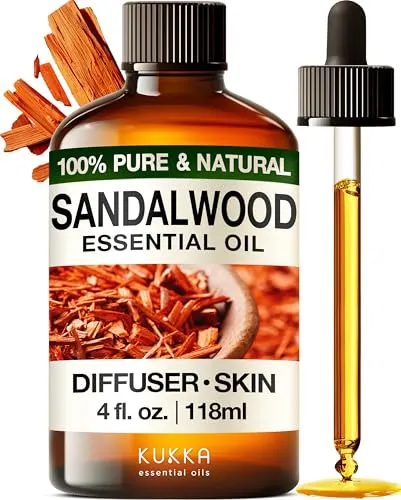 100% PURE & NATURAL
SANDALWOOD
ESSENTIAL OIL
DIFFUSER • SKIN
4 fl. oz. | 118ml
KUKKA
essential oils